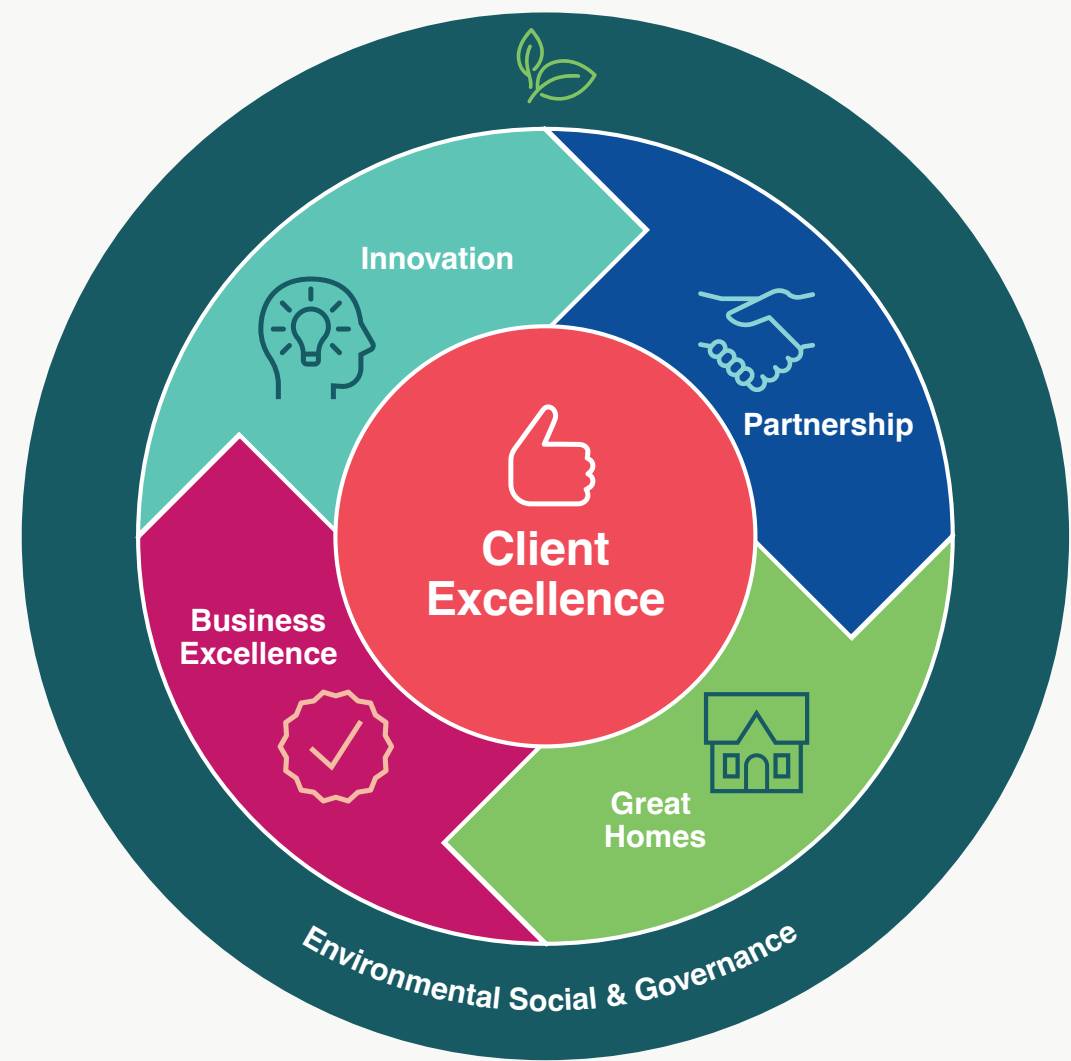 Innovation
Partnership
Client
Excellence
Business
Excellence
Great
Homes
Environmental Social & Governance